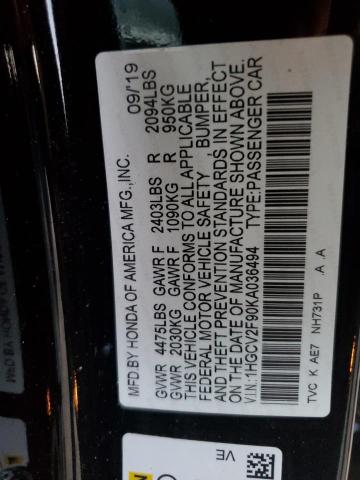 MFD BY HONDA OF AMERICA MFG.,INC. 09/'19
GVWR 4475LBS GAWR F 2403LBS R 2094LBS
GVWR 2030KG GAWR F 1090KG R 950KG
THIS VEHICLE CONFORMS TO ALL APPLICABLE
FEDERAL MOTOR VEHICLE SAFETY BUMPER,
AND THEFT PREVENTION STANDARDS IN EFFECT
ON THE DATE OF MANUFACTURE SHOWN ABOVE.
V.I.N:1HGCV2F90KA036494 TYPE:PASSENGER CAR
TVC K AE7 NH731P .A .A
VE